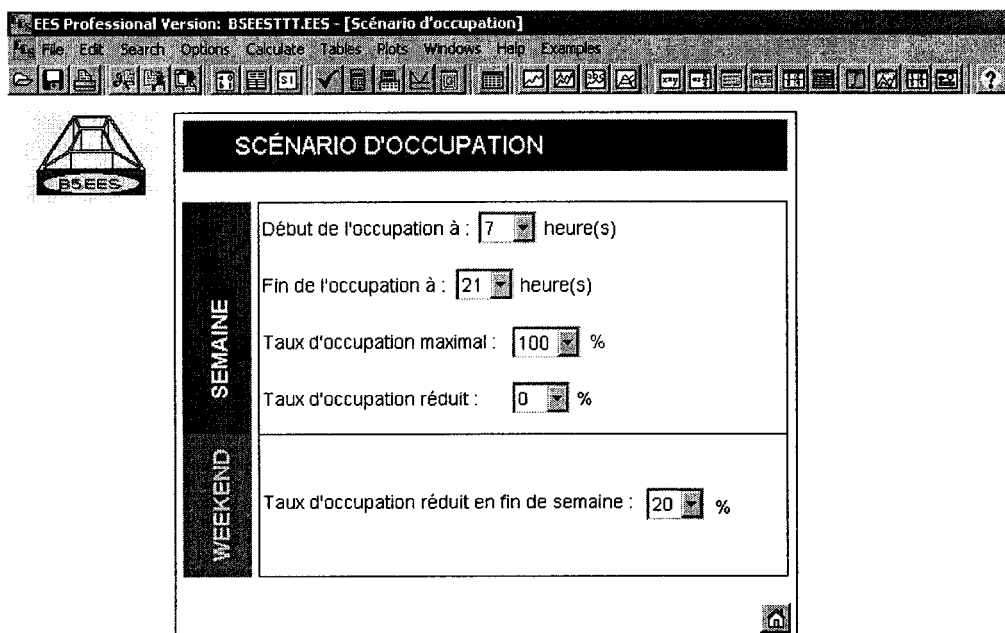 EES Professional Version: B5EESTTT.EES - [Scénario d'occupation]
File Edit Search Options Calculate Tables Plots Windows Help Examples
B5EES
SCÉNARIO D'OCCUPATION
SEMAINE
Début de l'occupation à : 7 heure(s)
Fin de l'occupation à : 21 heure(s)
Taux d'occupation maximal : 100 %
Taux d'occupation réduit : 0 %
WEEKEND
Taux d'occupation réduit en fin de semaine : 20 %